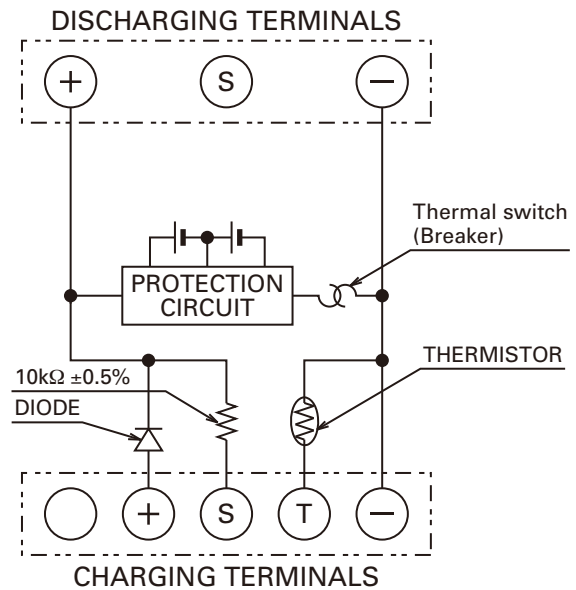 DISCHARGING TERMINALS
+ S −
Thermal switch
(Breaker)
PROTECTION
CIRCUIT
THERMISTOR
10kΩ ±0.5%
DIODE
+ S T −
CHARGING TERMINALS